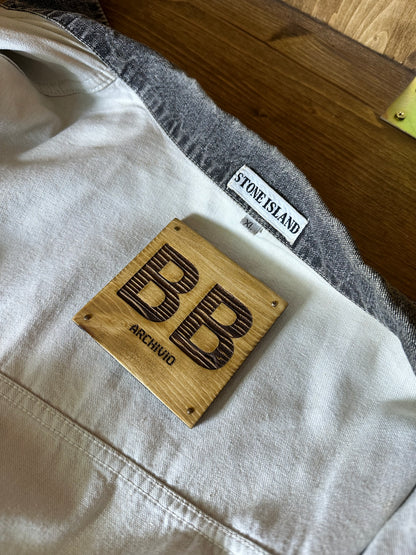 STONE ISLAND
XL
BB
ARCHIVIO